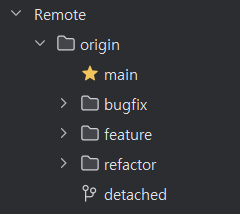 Remote
origin
main
bugfix
feature
refactor
detached